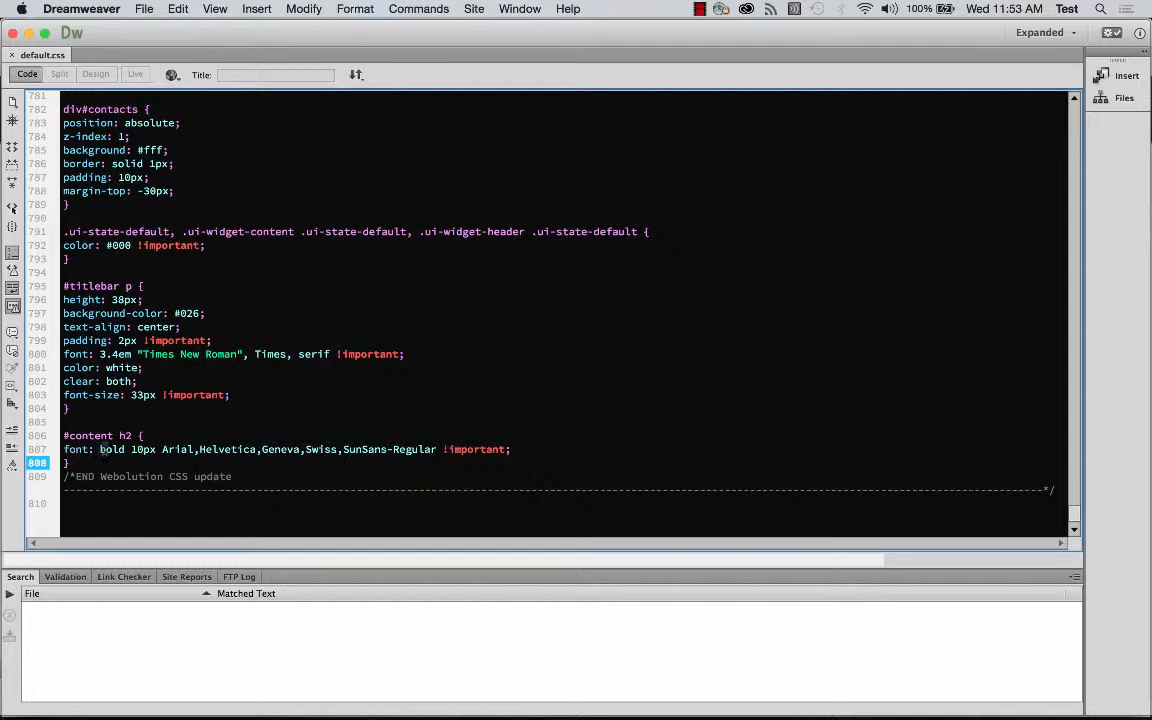 Dreamweaver File Edit View Insert Modify Format Commands Site Window Help 100% Wed 11:53 AM Test
Dw Expanded
default.css
Code Split Design Live Title:
Insert
Files
781
782 div#contacts {
783 position: absolute;
784 z-index: 1;
785 background: #fff;
786 border: solid 1px;
787 padding: 10px;
788 margin-top: -30px;
789 }
790
791 .ui-state-default, .ui-widget-content .ui-state-default, .ui-widget-header .ui-state-default {
792 color: #000 !important;
793 }
794
795 #titlebar p {
796 height: 38px;
797 background-color: #026;
798 text-align: center;
799 padding: 2px !important;
800 font: 3.4em "Times New Roman", Times, serif !important;
801 color: white;
802 clear: both;
803 font-size: 33px !important;
804 }
805
806 #content h2 {
807 font: bold 10px Arial,Helvetica,Geneva,Swiss,SunSans-Regular !important;
808 }
809 /*END Webolution CSS update
------------------------------------------------------------------------------------------*/
810
Search Validation Link Checker Site Reports FTP Log
File Matched Text